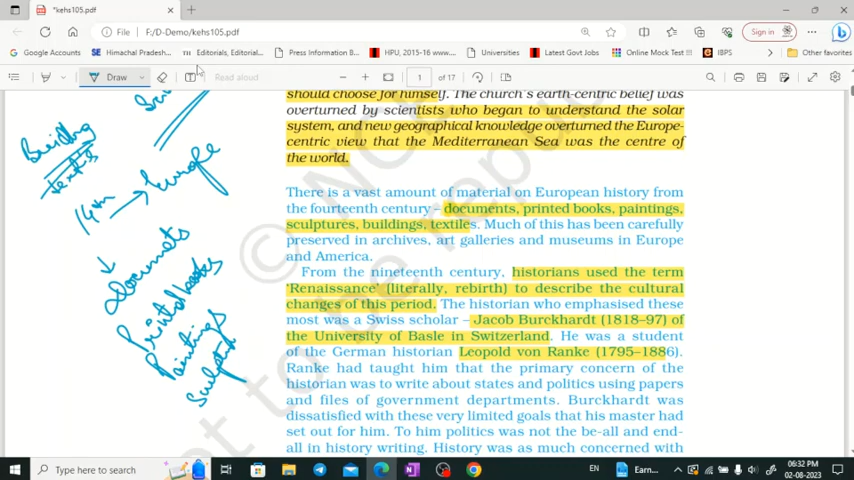 *kehs105.pdf
File F:/D-Demo/kehs105.pdf
Sign in
Google Accounts SE Himachal Pradesh... TH Editorials, Editorial... Press Information B... HPU, 2015-16 www.... Universities Latest Govt Jobs Online Mock Test !!! IBPS Other favorites
Draw Read aloud 1 of 17
should choose for himself. The church's earth-centric belief was
overturned by scientists who began to understand the solar
system, and new geographical knowledge overturned the Europe-
centric view that the Mediterranean Sea was the centre of
the world.
There is a vast amount of material on European history from
the fourteenth century – documents, printed books, paintings,
sculptures, buildings, textiles. Much of this has been carefully
preserved in archives, art galleries and museums in Europe
and America.
From the nineteenth century, historians used the term
'Renaissance' (literally, rebirth) to describe the cultural
changes of this period. The historian who emphasised these
most was a Swiss scholar – Jacob Burckhardt (1818–97) of
the University of Basle in Switzerland. He was a student
of the German historian Leopold von Ranke (1795–1886).
Ranke had taught him that the primary concern of the
historian was to write about states and politics using papers
and files of government departments. Burckhardt was
dissatisfied with these very limited goals that his master had
set out for him. To him politics was not the be-all and end-
all in history writing. History was as much concerned with
Building
textis
14th
Europe
documets
Printed books
Paintings
Sculptur
© NC
not to be repu
Type here to search
Earn...
EN
06:32 PM
02-08-2023